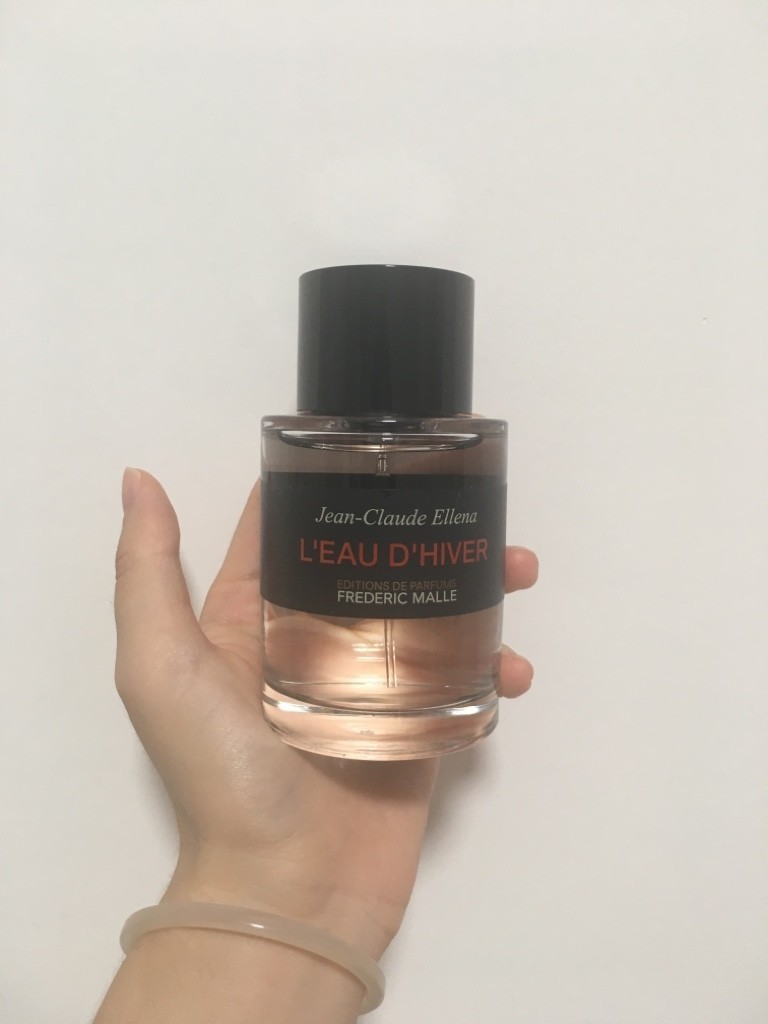 Jean-Claude Ellena
L'EAU D'HIVER
EDITIONS DE PARFUMS
FREDERIC MALLE